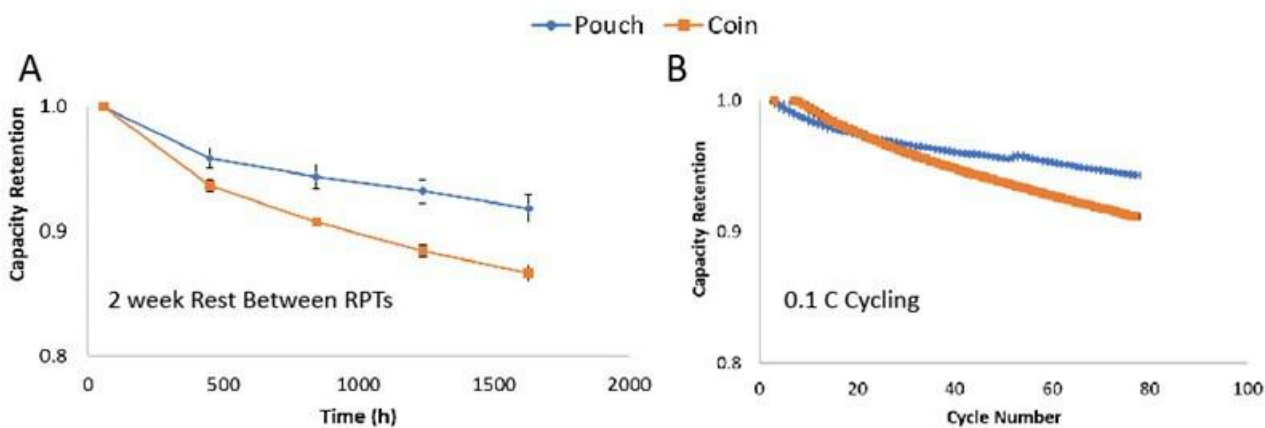 Pouch Coin
A
B
Capacity Retention
1.0
0.9
0.8
2 week Rest Between RPTs
0 500 1000 1500 2000
Time (h)
Capacity Retention
1.0
0.9
0.8
0.1 C Cycling
0 20 40 60 80 100
Cycle Number